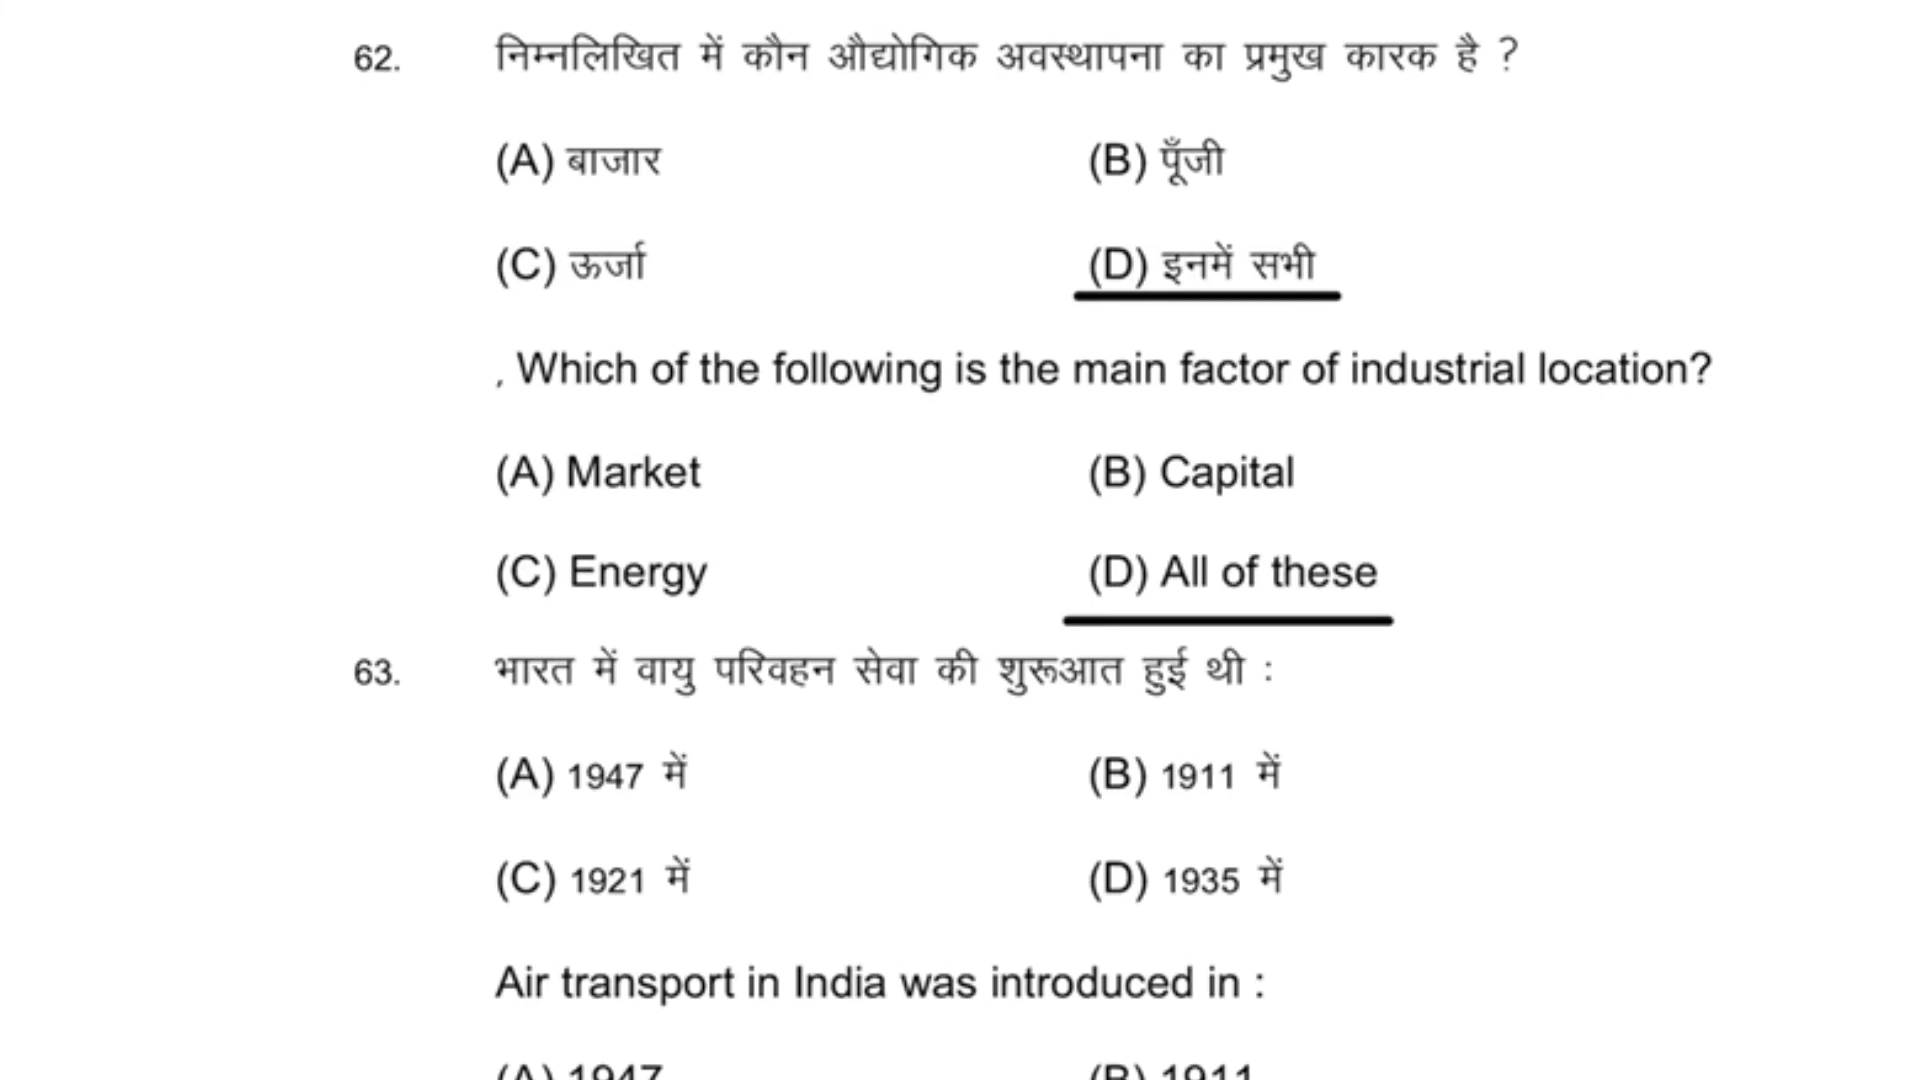 62. निम्नलिखित में कौन औद्योगिक अवस्थापना का प्रमुख कारक है ?
(A) बाजार (B) पूँजी
(C) ऊर्जा (D) इनमें सभी
, Which of the following is the main factor of industrial location?
(A) Market (B) Capital
(C) Energy (D) All of these
63. भारत में वायु परिवहन सेवा की शुरूआत हुई थी :
(A) 1947 में (B) 1911 में
(C) 1921 में (D) 1935 में
Air transport in India was introduced in :
(A) 1947 (B) 1911